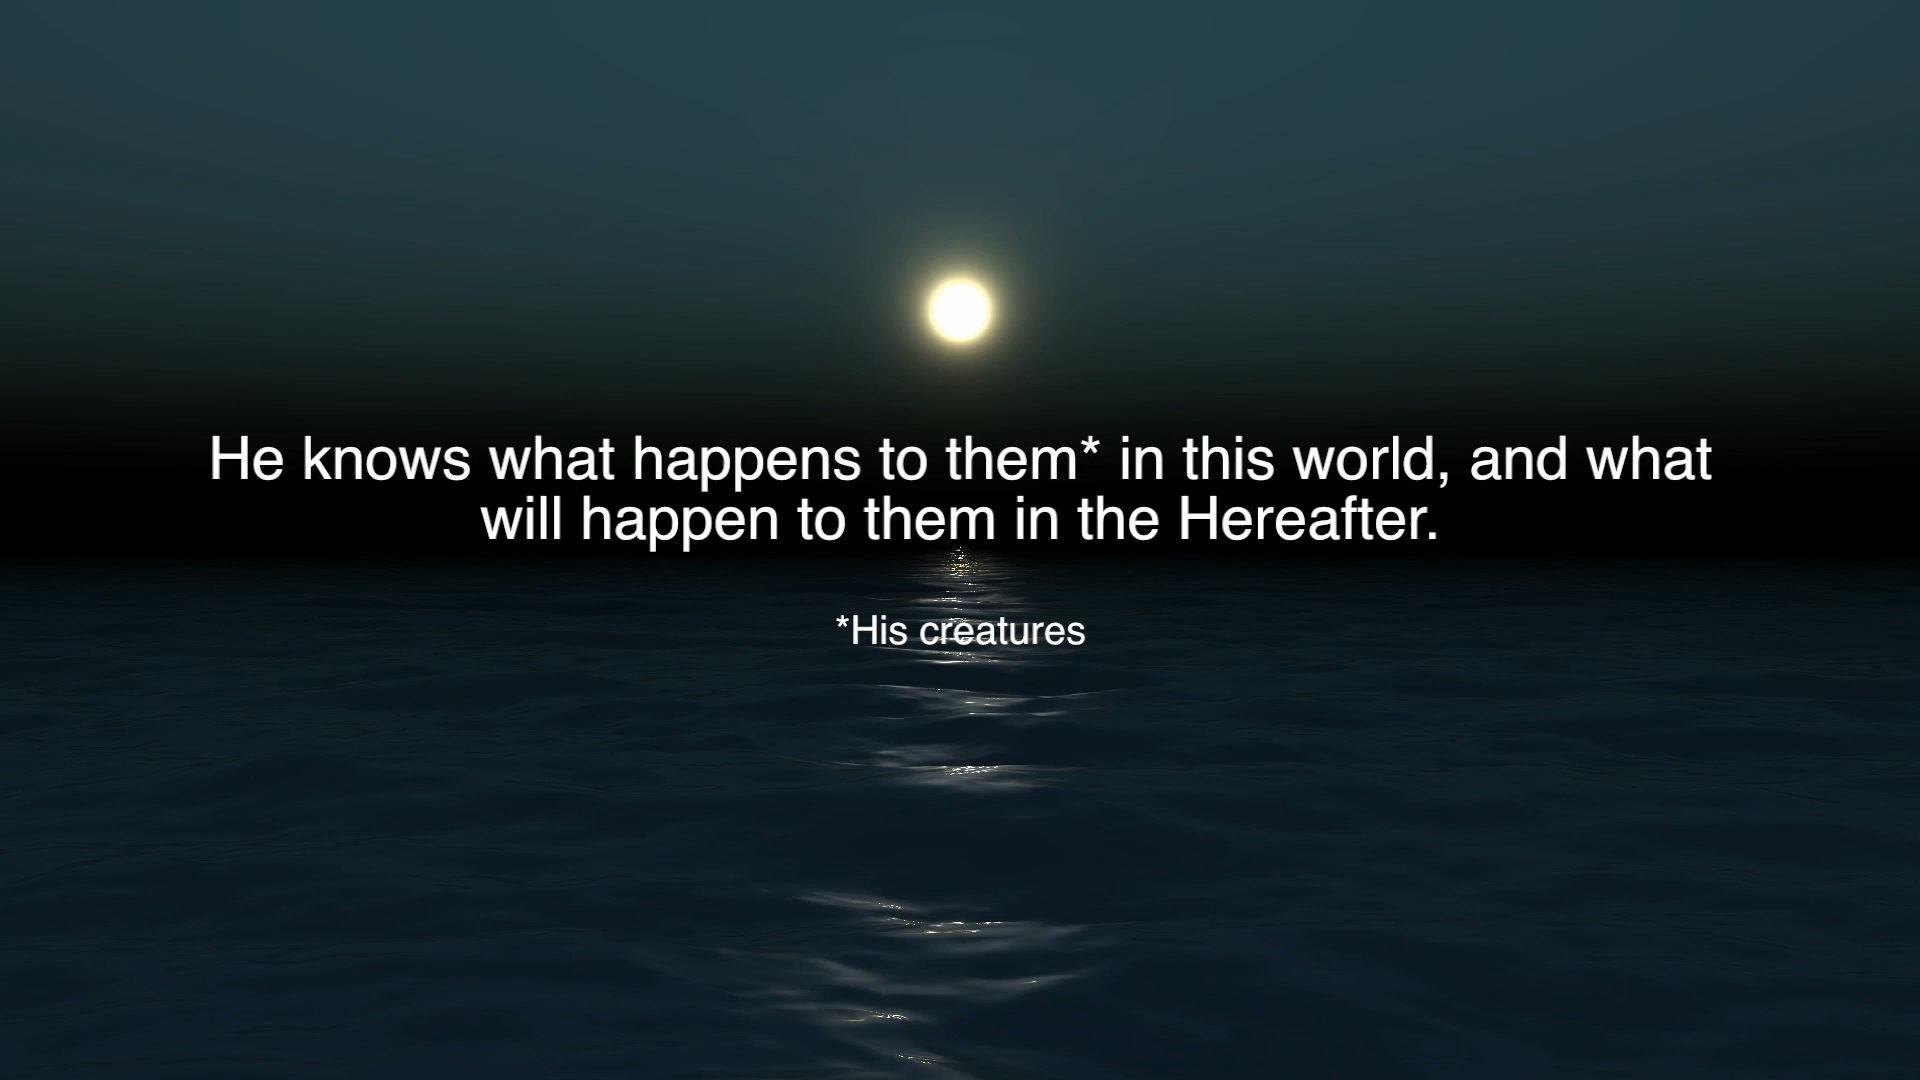 He knows what happens to them* in this world, and what
will happen to them in the Hereafter.
*His creatures